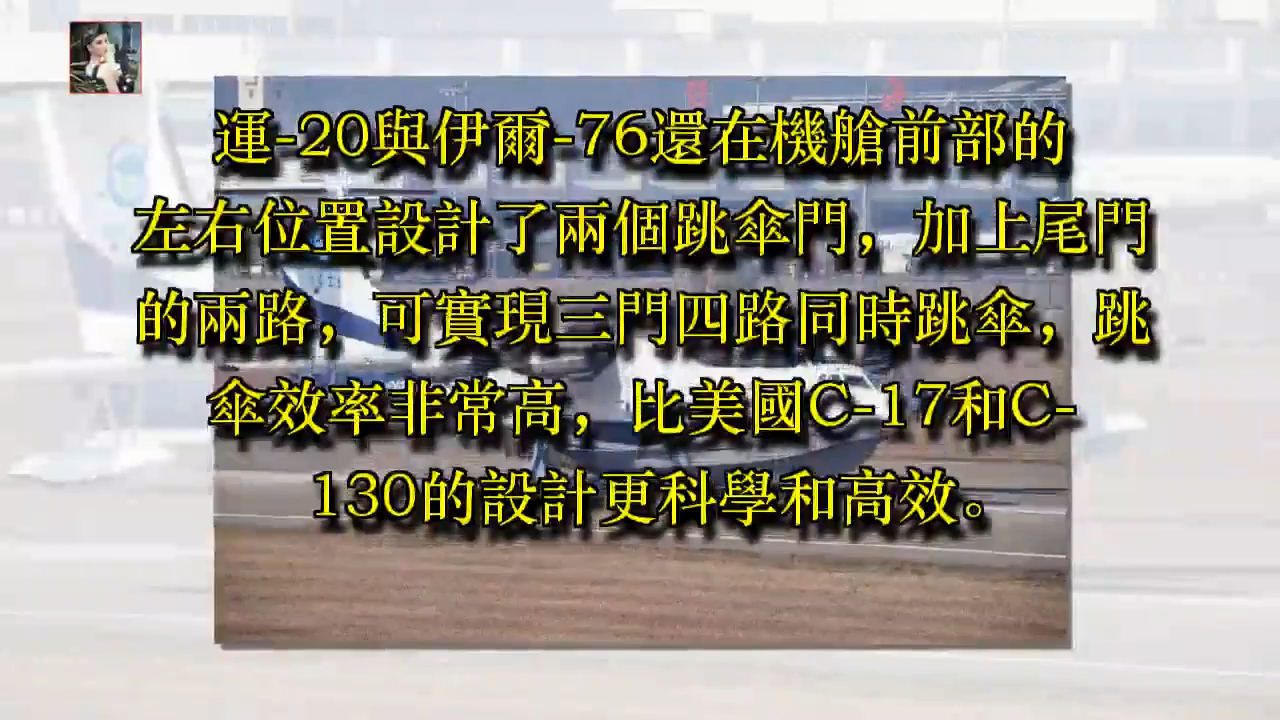 運-20與伊爾-76還在機艙前部的
左右位置設計了兩個跳傘門，加上尾門
的兩路，可實現三門四路同時跳傘，跳
傘效率非常高，比美國C-17和C-
130的設計更科學和高效。